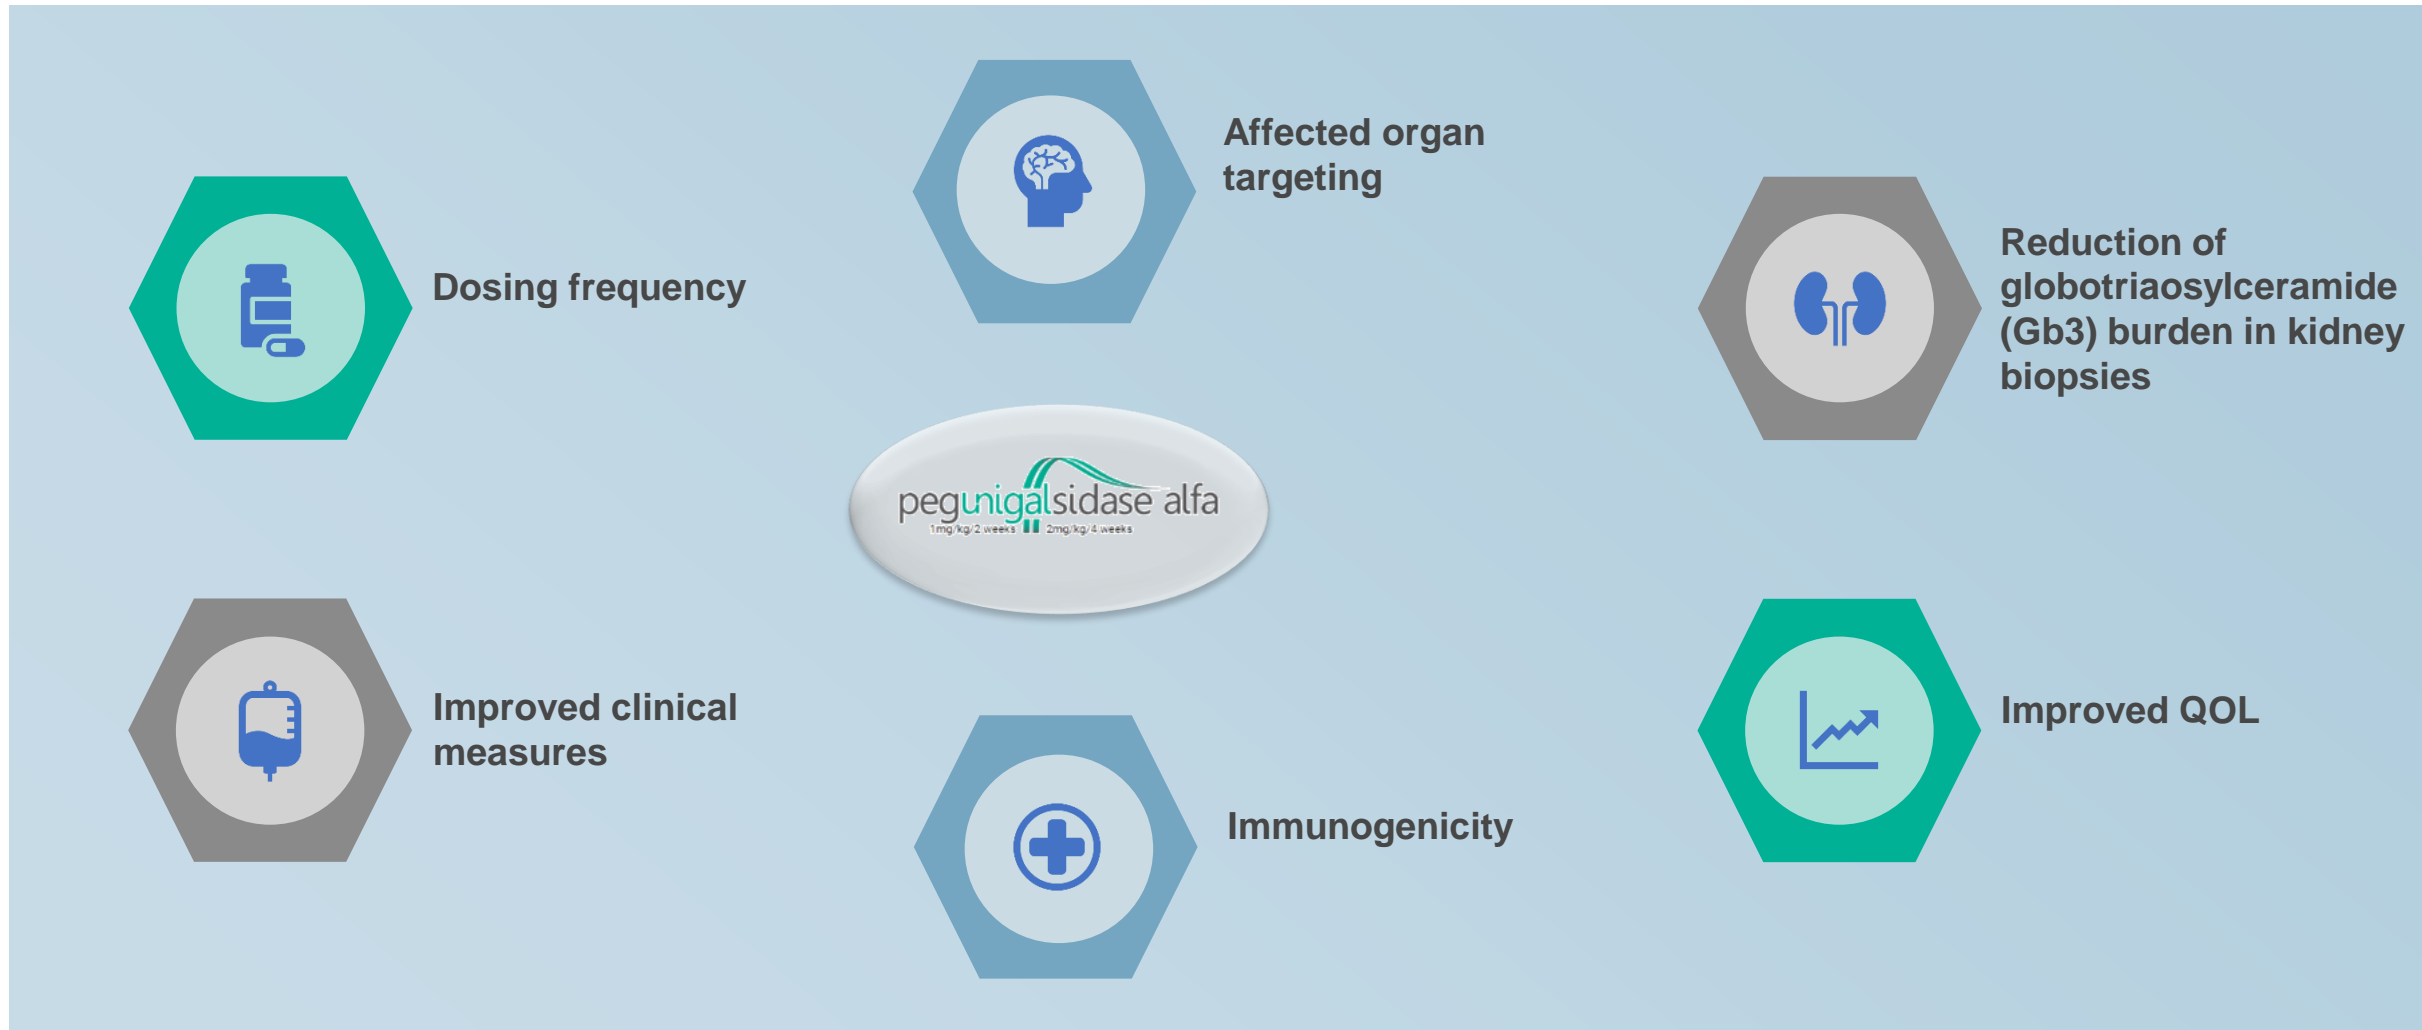 Affected organ
targeting
Dosing frequency
Reduction of
globotriaosylceramide
(Gb3) burden in kidney
biopsies
pegunigalsidase alfa
1mg/kg/2 weeks 2mg/kg/4 weeks
Improved clinical
measures
Improved QOL
Immunogenicity